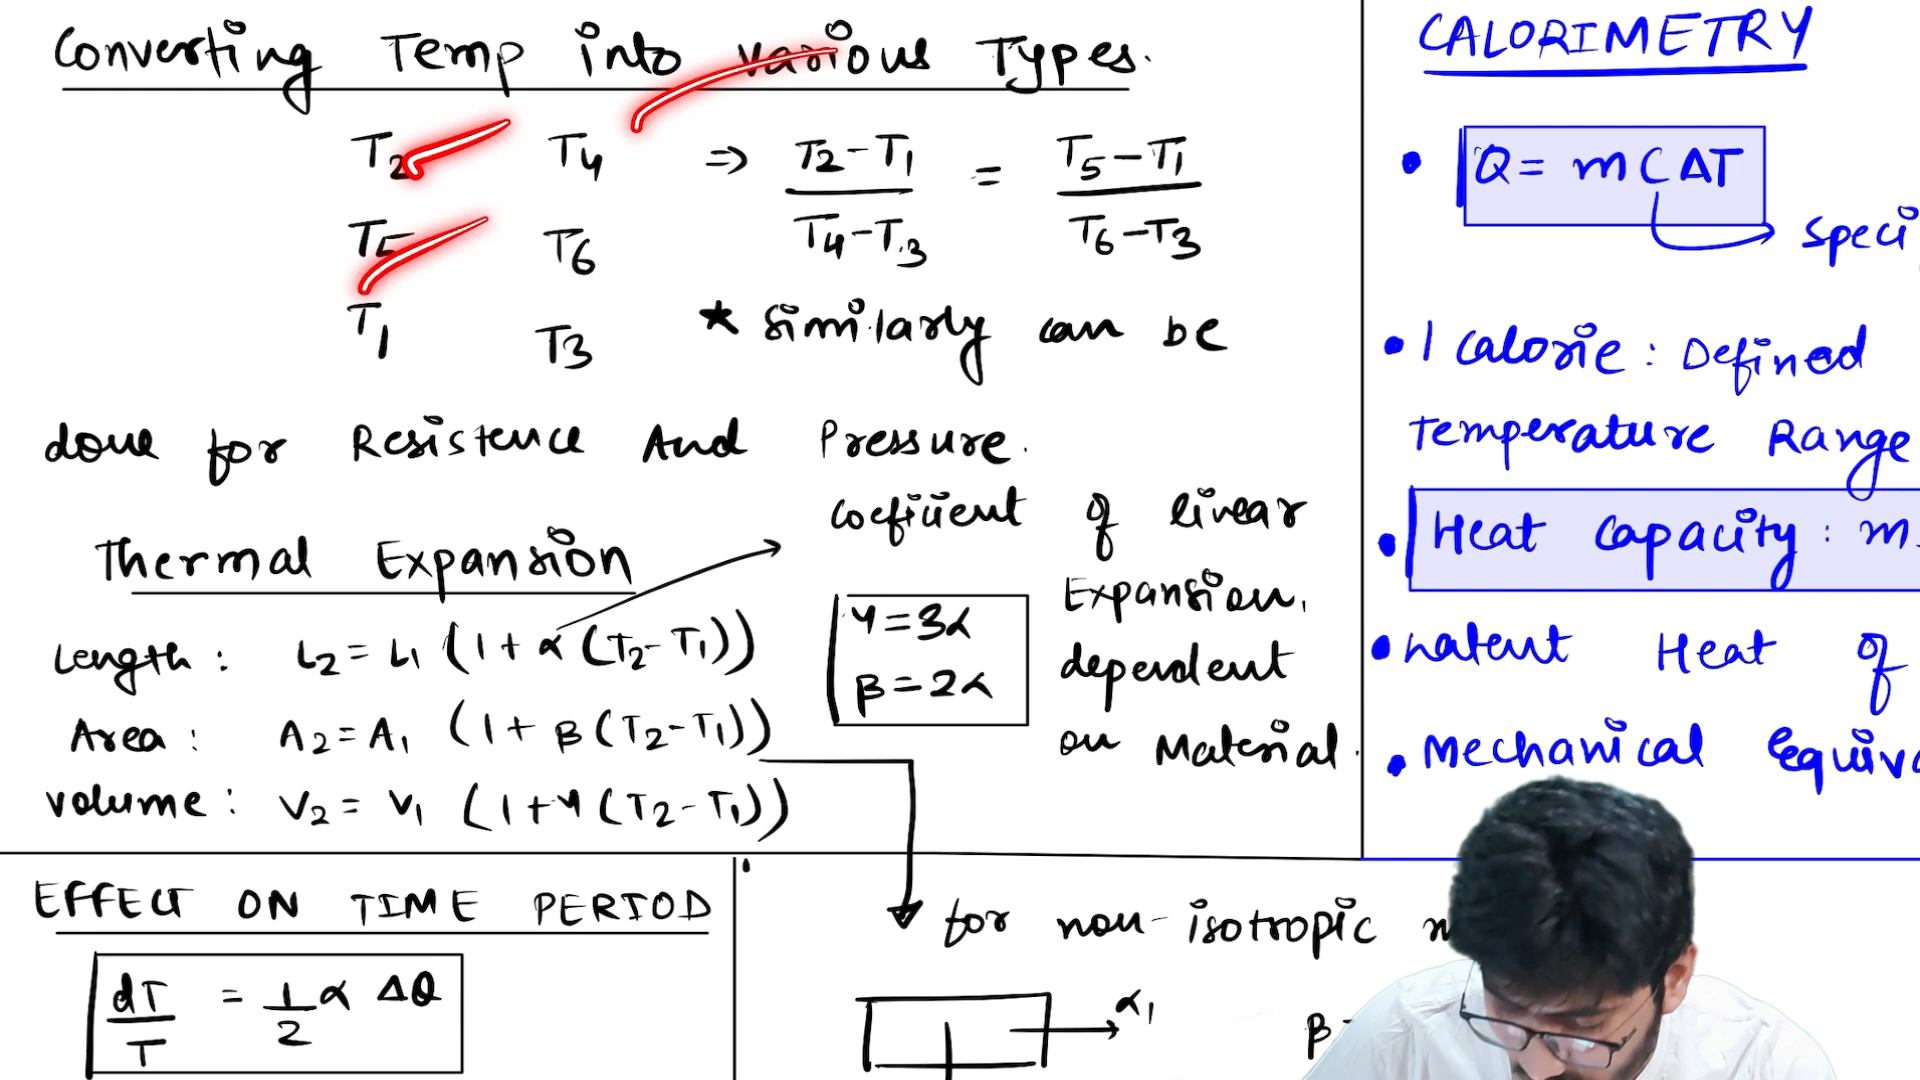 Converting Temp into various Types.
T2 T4 ⇒ T2-T1 / T4-T3 = T5-T1 / T6-T3
T5 T6
T1 T3
★ similarly can be
done for Resistence And Pressure.
Thermal Expansion
coefficient of linear
Expansion,
dependent
on Material.
Length: L2 = L1 (1+ α (T2-T1))
Area: A2 = A1 (1+ β (T2-T1))
volume: V2 = V1 (1+ γ (T2-T1))
γ=3α
β=2α
EFFECT ON TIME PERIOD
dT / T = 1/2 α Δθ
for non-isotropic
α1
β
CALORIMETRY
• Q = mCΔT
speci
• 1 calorie: Defined
Temperature Range
• Heat capacity: m
• Latent Heat of
• Mechanical Equiva